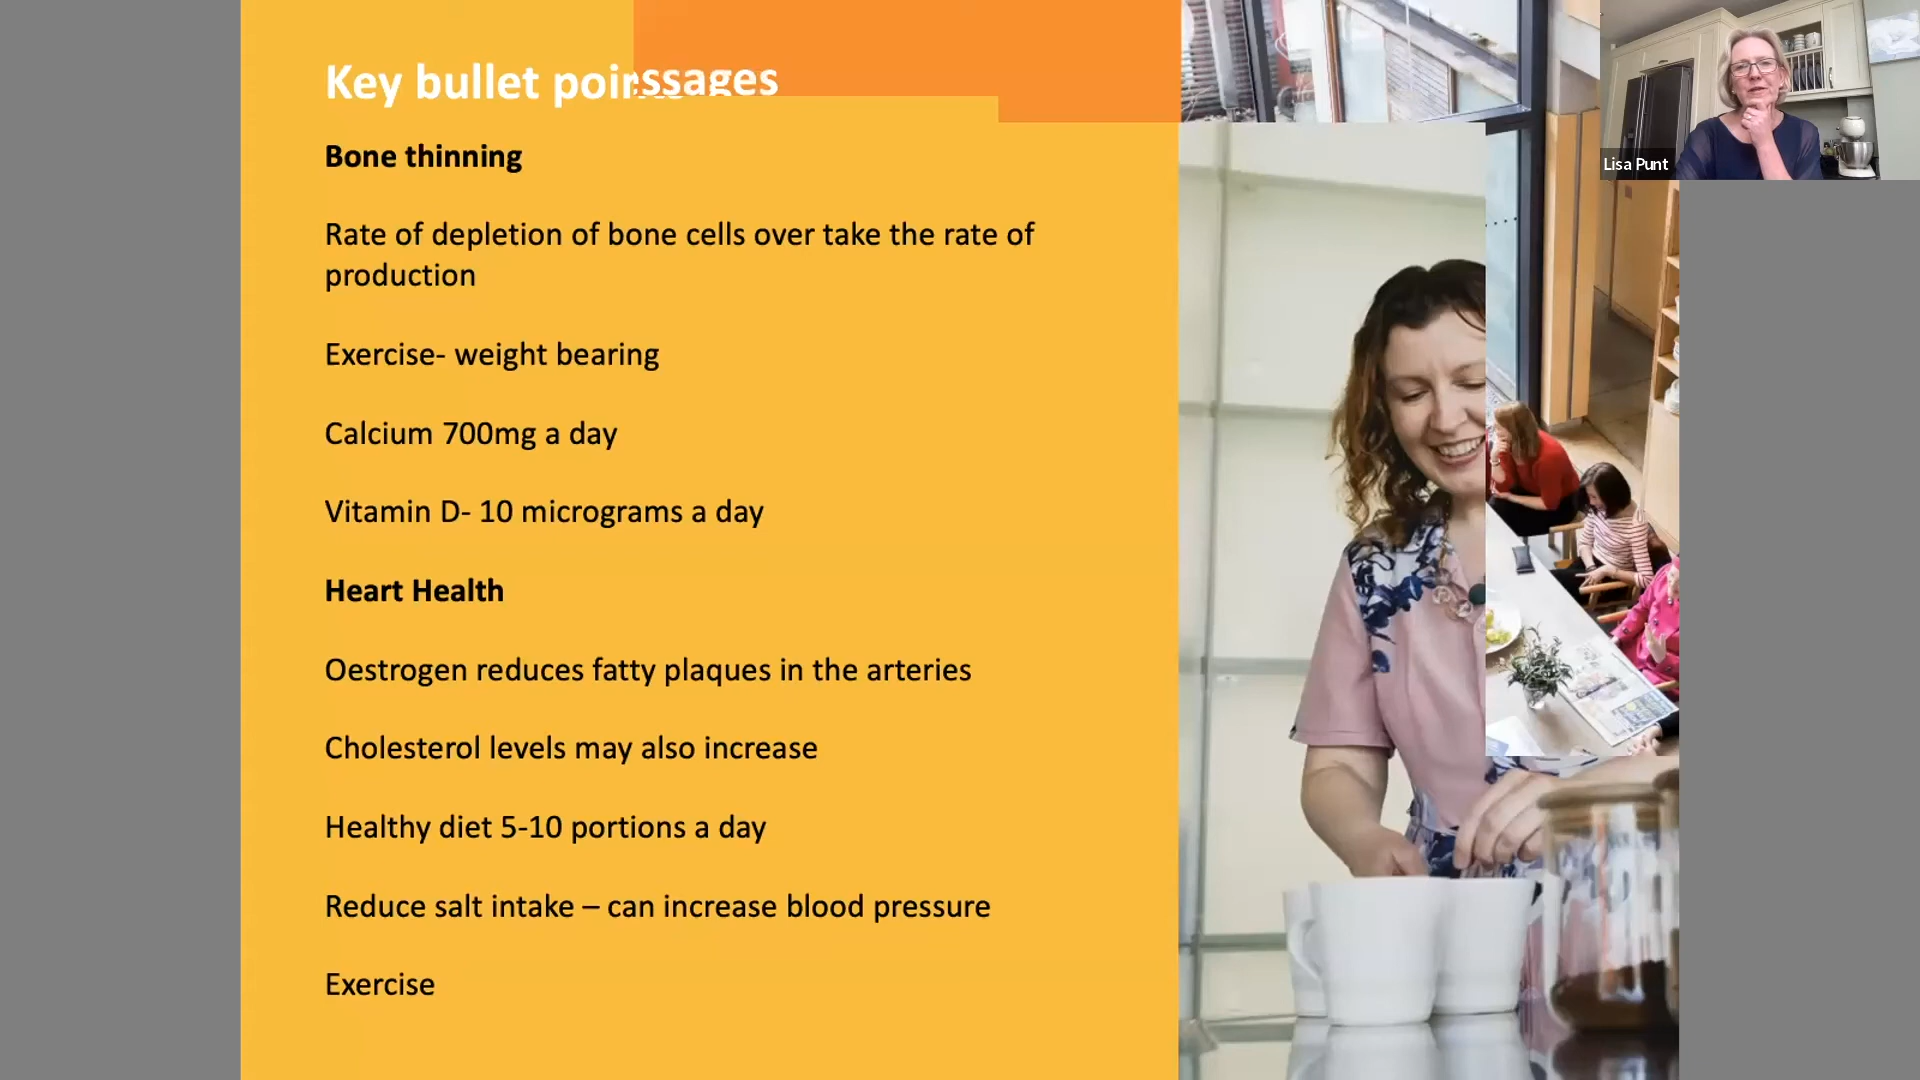 Key bullet poin
ssages
Bone thinning
Rate of depletion of bone cells over take the rate of
production
Exercise- weight bearing
Calcium 700mg a day
Vitamin D- 10 micrograms a day
Heart Health
Oestrogen reduces fatty plaques in the arteries
Cholesterol levels may also increase
Healthy diet 5-10 portions a day
Reduce salt intake – can increase blood pressure
Exercise
Lisa Punt